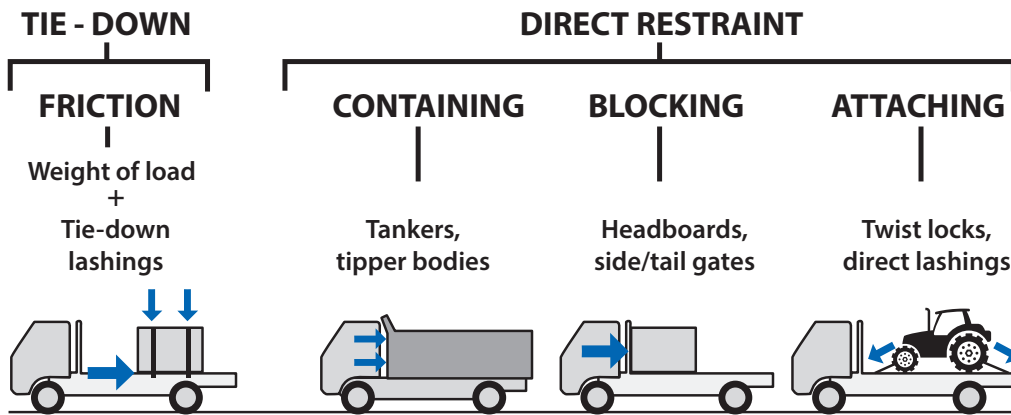 TIE - DOWN
FRICTION
Weight of load
+
Tie-down
lashings
DIRECT RESTRAINT
CONTAINING
Tankers,
tipper bodies
BLOCKING
Headboards,
side/tail gates
ATTACHING
Twist locks,
direct lashings